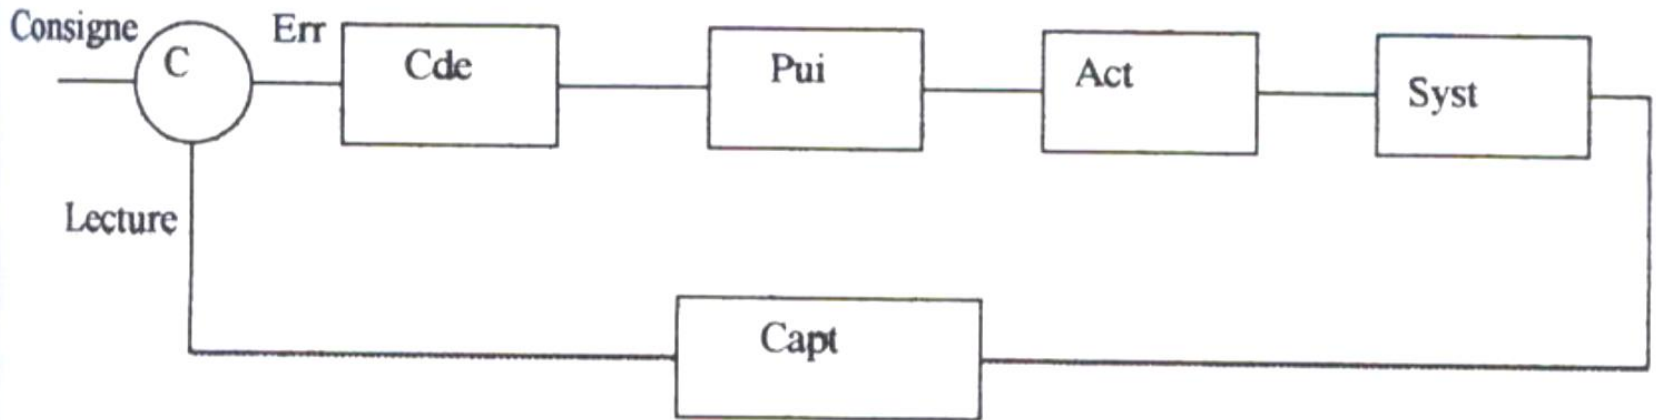 Consigne
Err
C
Cde
Pui
Act
Syst
Lecture
Capt